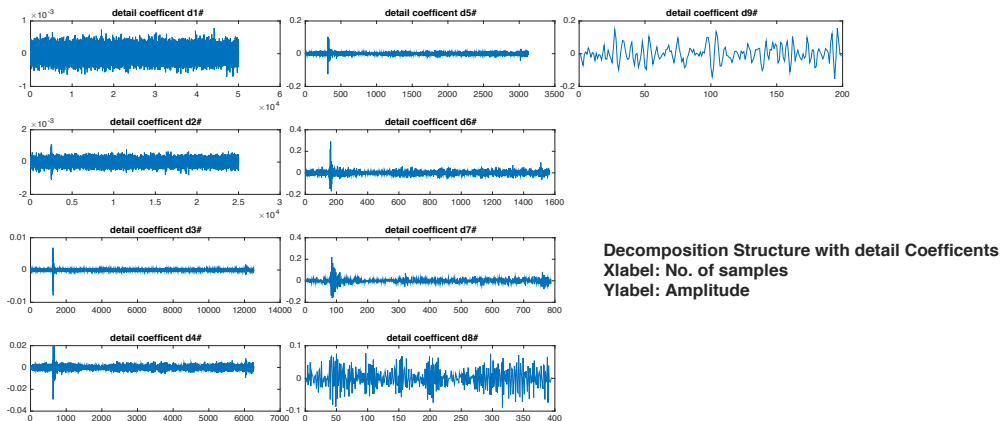 detail coefficent d1#
1
0
-1
0 1 2 3 4 5 6
×10⁻³
×10⁴
detail coefficent d5#
0.2
0
-0.2
0 500 1000 1500 2000 2500 3000 3500
detail coefficent d9#
0.2
0
-0.2
0 50 100 150 200
detail coefficent d2#
2
0
-2
0 0.5 1 1.5 2 2.5 3
×10⁻³
×10⁴
detail coefficent d6#
0.4
0.2
0
-0.2
0 200 400 600 800 1000 1200 1400 1600
detail coefficent d3#
0.01
0
-0.01
0 2000 4000 6000 8000 10000 12000 14000
detail coefficent d7#
0.4
0.2
0
-0.2
0 100 200 300 400 500 600 700 800
Decomposition Structure with detail Coefficents
Xlabel: No. of samples
Ylabel: Amplitude
detail coefficent d4#
0.02
0
-0.02
-0.04
0 1000 2000 3000 4000 5000 6000 7000
detail coefficent d8#
0.1
0
-0.1
0 50 100 150 200 250 300 350 400